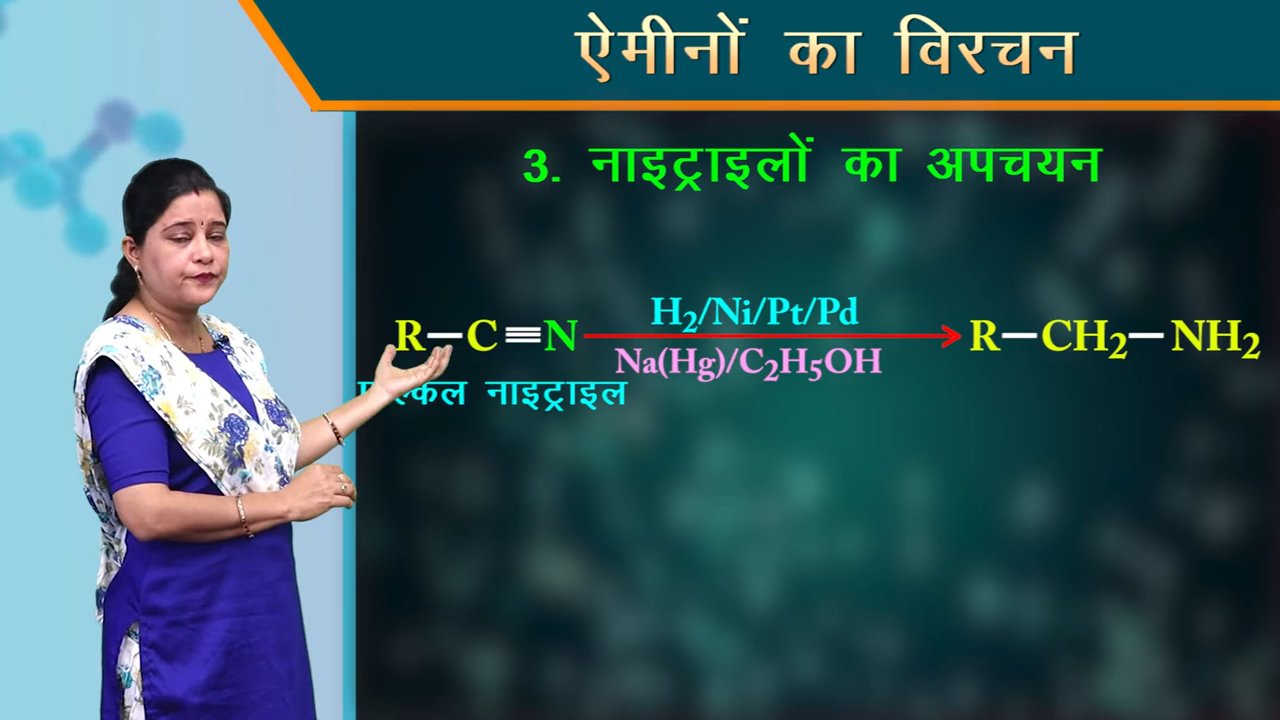 ऐमीनों का विरचन
3. नाइट्राइलों का अपचयन
H₂/Ni/Pt/Pd
R—C≡N → R—CH₂—NH₂
Na(Hg)/C₂H₅OH
नाइट्राइल